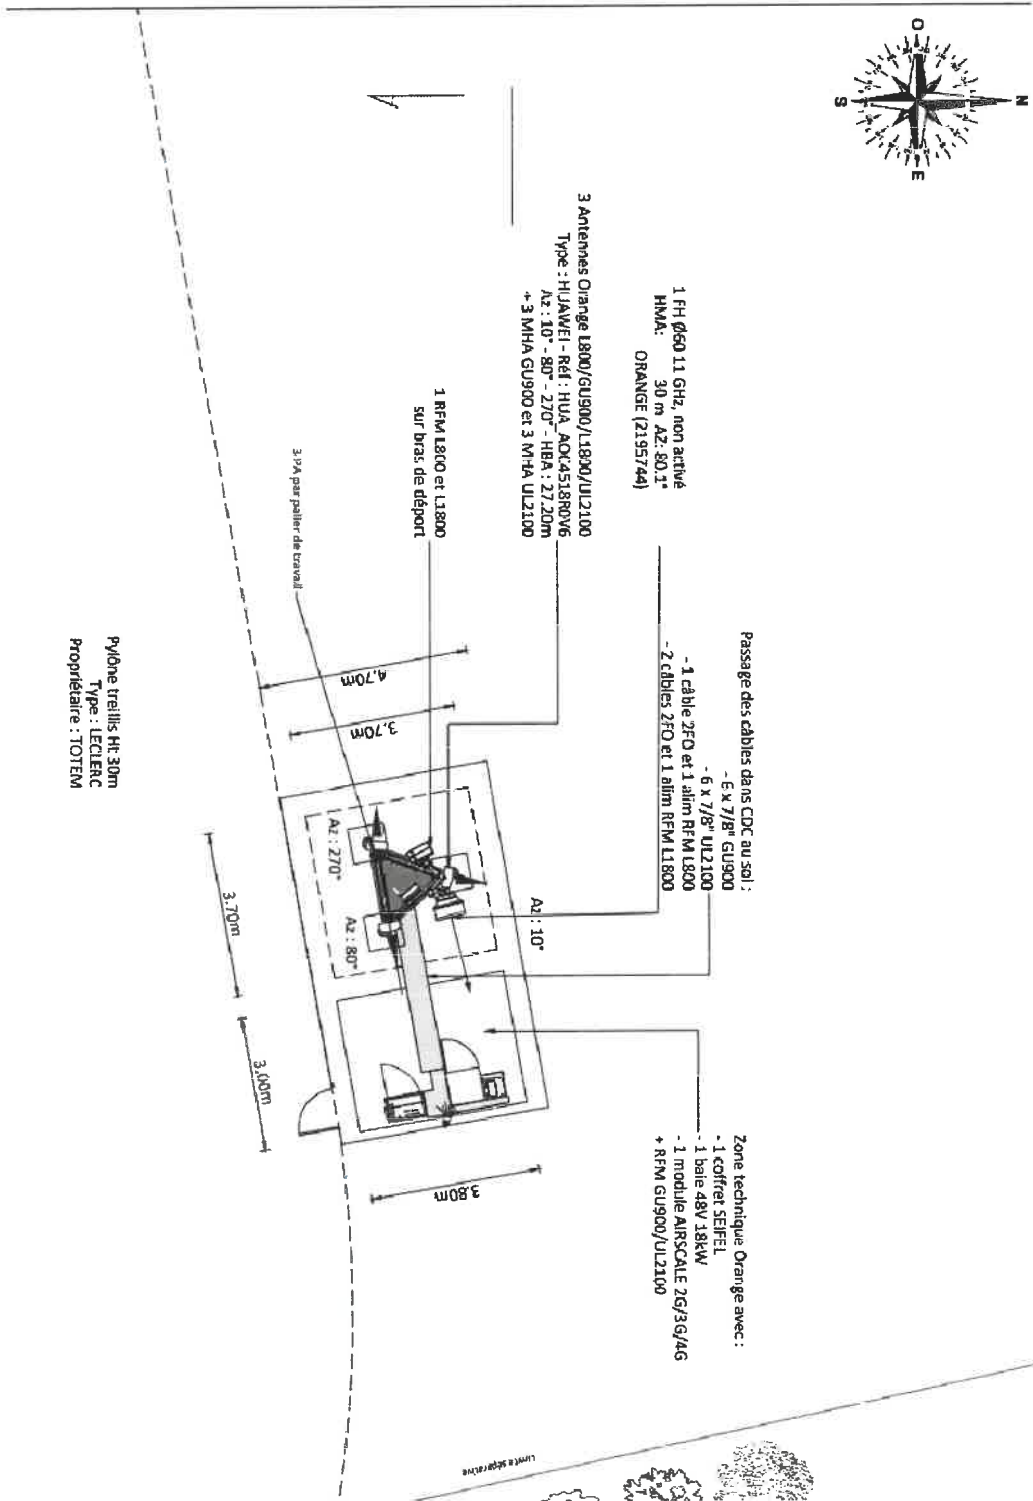 N
O
E
S
Passage des câbles dans CDC au sol :
- 6 x 7/8" GU900
- 6 x 7/8" UL2100
- 1 câble 2FO et 1 alim RFM L800
- 2 câbles 2FO et 1 alim RFM L1800
Zone technique Orange avec :
- 1 coffret SEIFEL
- 1 baie 48V 18kW
- 1 module AIRSCALE 2G/3G/4G
+ RFM GU900/UL2100
1 FH Ø60 11 GHz, non activé
HMA: 30 m AZ: 80.1°
ORANGE (2195744)
3 Antennes Orange L800/GU900/L1800/UL2100
Type : HUAWEI - Réf : HUA_AOC4518R0V6
Az : 10° - 80° - 270° - HBA : 27.20m
+ 3 MHA GU900 et 3 MHA UL2100
1 RFM L800 et L1800
sur bras de déport
3 PA par palier de travail
4.70m
3.70m
Az : 10°
Az : 270°
Az : 80°
3.80m
3.70m
3.00m
Limite séparative
Pylône treillis Ht 30m
Type : LECLERC
Propriétaire : TOTEM